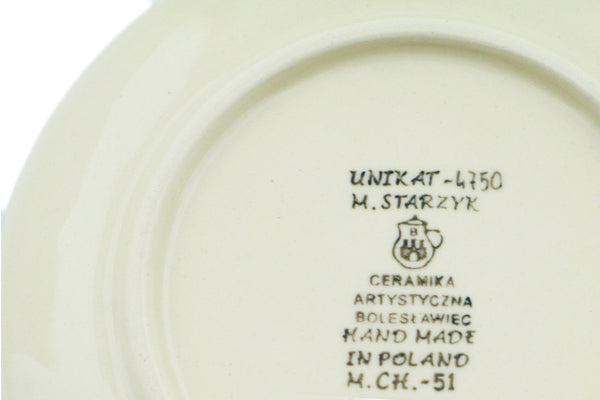 UNIKAT-4750
M. STARZYK
B
CERAMIKA
ARTYSTYCZNA
BOLESŁAWIEC
HAND MADE
IN POLAND
M.CH.-51